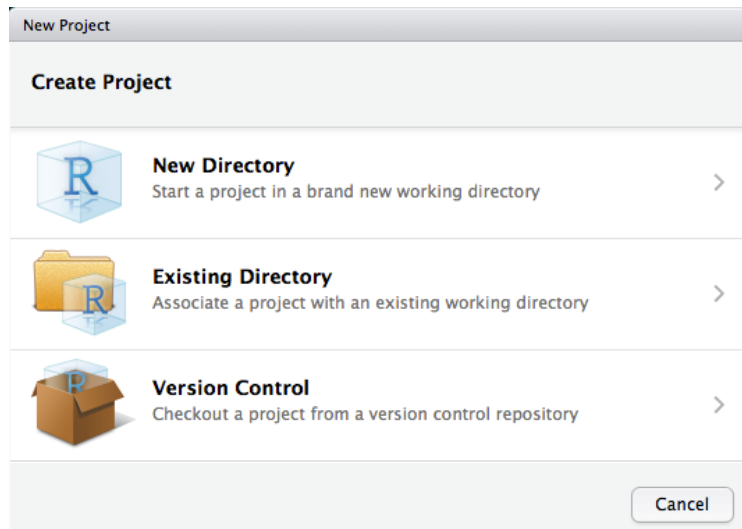 New Project
Create Project
R
New Directory
Start a project in a brand new working directory
R
Existing Directory
Associate a project with an existing working directory
R
Version Control
Checkout a project from a version control repository
Cancel